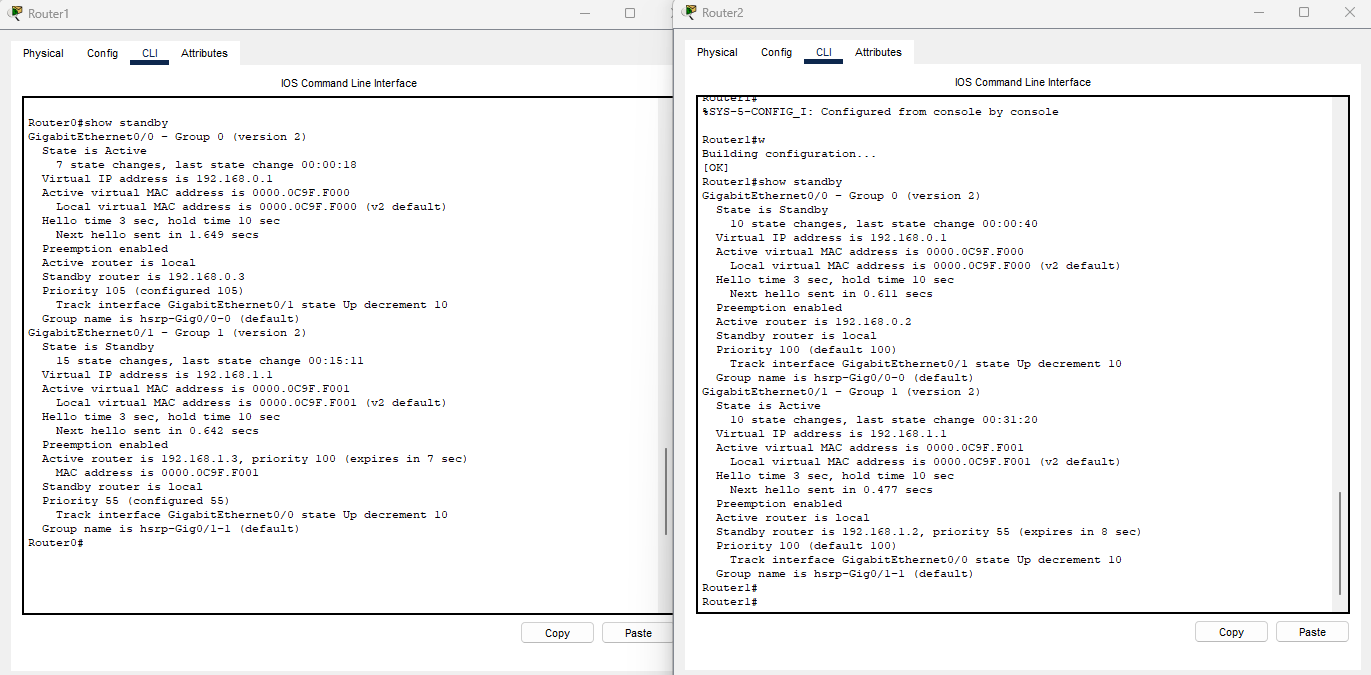 Router1
Physical Config CLI Attributes
IOS Command Line Interface
Router0#show standby
GigabitEthernet0/0 - Group 0 (version 2)
  State is Active
    7 state changes, last state change 00:00:18
  Virtual IP address is 192.168.0.1
  Active virtual MAC address is 0000.0C9F.F000
    Local virtual MAC address is 0000.0C9F.F000 (v2 default)
  Hello time 3 sec, hold time 10 sec
    Next hello sent in 1.649 secs
  Preemption enabled
  Active router is local
  Standby router is 192.168.0.3
  Priority 105 (configured 105)
    Track interface GigabitEthernet0/1 state Up decrement 10
  Group name is hsrp-Gig0/0-0 (default)
GigabitEthernet0/1 - Group 1 (version 2)
  State is Standby
    15 state changes, last state change 00:15:11
  Virtual IP address is 192.168.1.1
  Active virtual MAC address is 0000.0C9F.F001
    Local virtual MAC address is 0000.0C9F.F001 (v2 default)
  Hello time 3 sec, hold time 10 sec
    Next hello sent in 0.642 secs
  Preemption enabled
  Active router is 192.168.1.3, priority 100 (expires in 7 sec)
    MAC address is 0000.0C9F.F001
  Standby router is local
  Priority 55 (configured 55)
    Track interface GigabitEthernet0/0 state Up decrement 10
  Group name is hsrp-Gig0/1-1 (default)
Router0#
Copy Paste
Router2
Physical Config CLI Attributes
IOS Command Line Interface
Router1#
%SYS-5-CONFIG_I: Configured from console by console
Router1#w
Building configuration...
[OK]
Router1#show standby
GigabitEthernet0/0 - Group 0 (version 2)
  State is Standby
    10 state changes, last state change 00:00:40
  Virtual IP address is 192.168.0.1
  Active virtual MAC address is 0000.0C9F.F000
    Local virtual MAC address is 0000.0C9F.F000 (v2 default)
  Hello time 3 sec, hold time 10 sec
    Next hello sent in 0.611 secs
  Preemption enabled
  Active router is 192.168.0.2
  Standby router is local
  Priority 100 (default 100)
    Track interface GigabitEthernet0/1 state Up decrement 10
  Group name is hsrp-Gig0/0-0 (default)
GigabitEthernet0/1 - Group 1 (version 2)
  State is Active
    10 state changes, last state change 00:31:20
  Virtual IP address is 192.168.1.1
  Active virtual MAC address is 0000.0C9F.F001
    Local virtual MAC address is 0000.0C9F.F001 (v2 default)
  Hello time 3 sec, hold time 10 sec
    Next hello sent in 0.477 secs
  Preemption enabled
  Active router is local
  Standby router is 192.168.1.2, priority 55 (expires in 8 sec)
  Priority 100 (default 100)
    Track interface GigabitEthernet0/0 state Up decrement 10
  Group name is hsrp-Gig0/1-1 (default)
Router1#
Router1#
Copy Paste